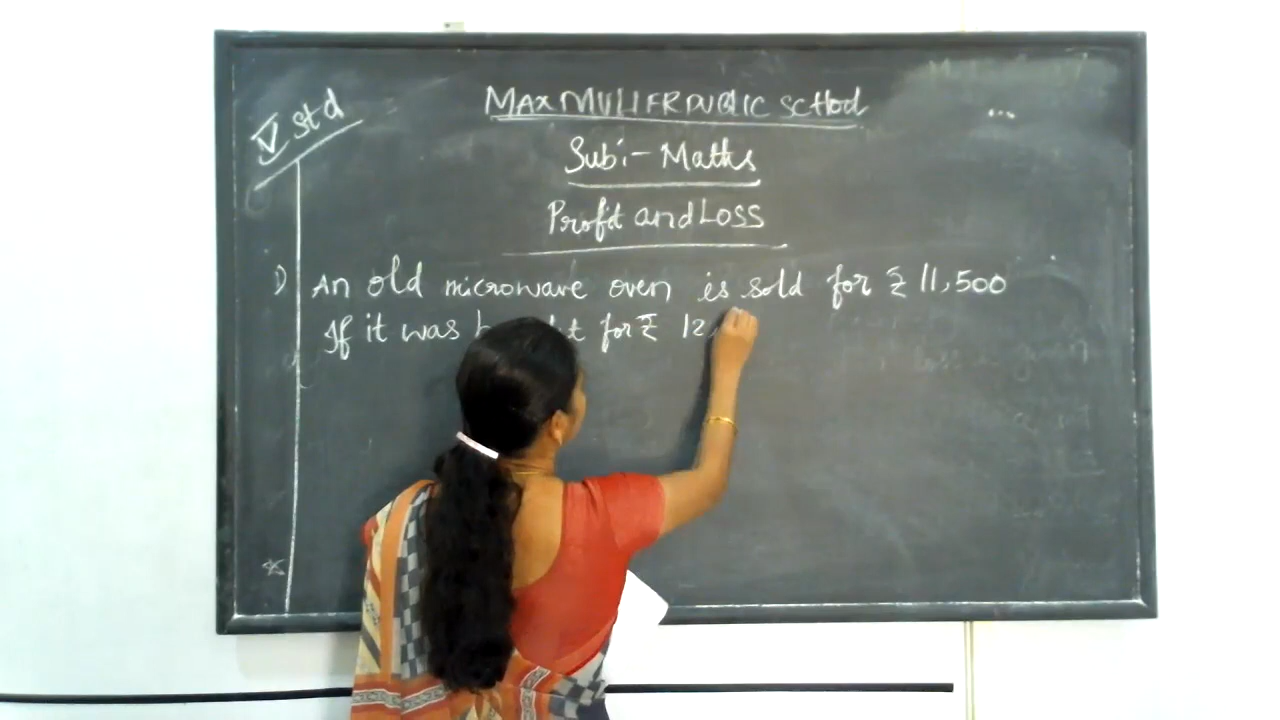 V Std
MAX MULLER PUBLIC SCHOOL
Sub:- Maths
Profit and Loss
1) An old microwave oven is sold for ₹ 11,500
If it was for ₹ 12,